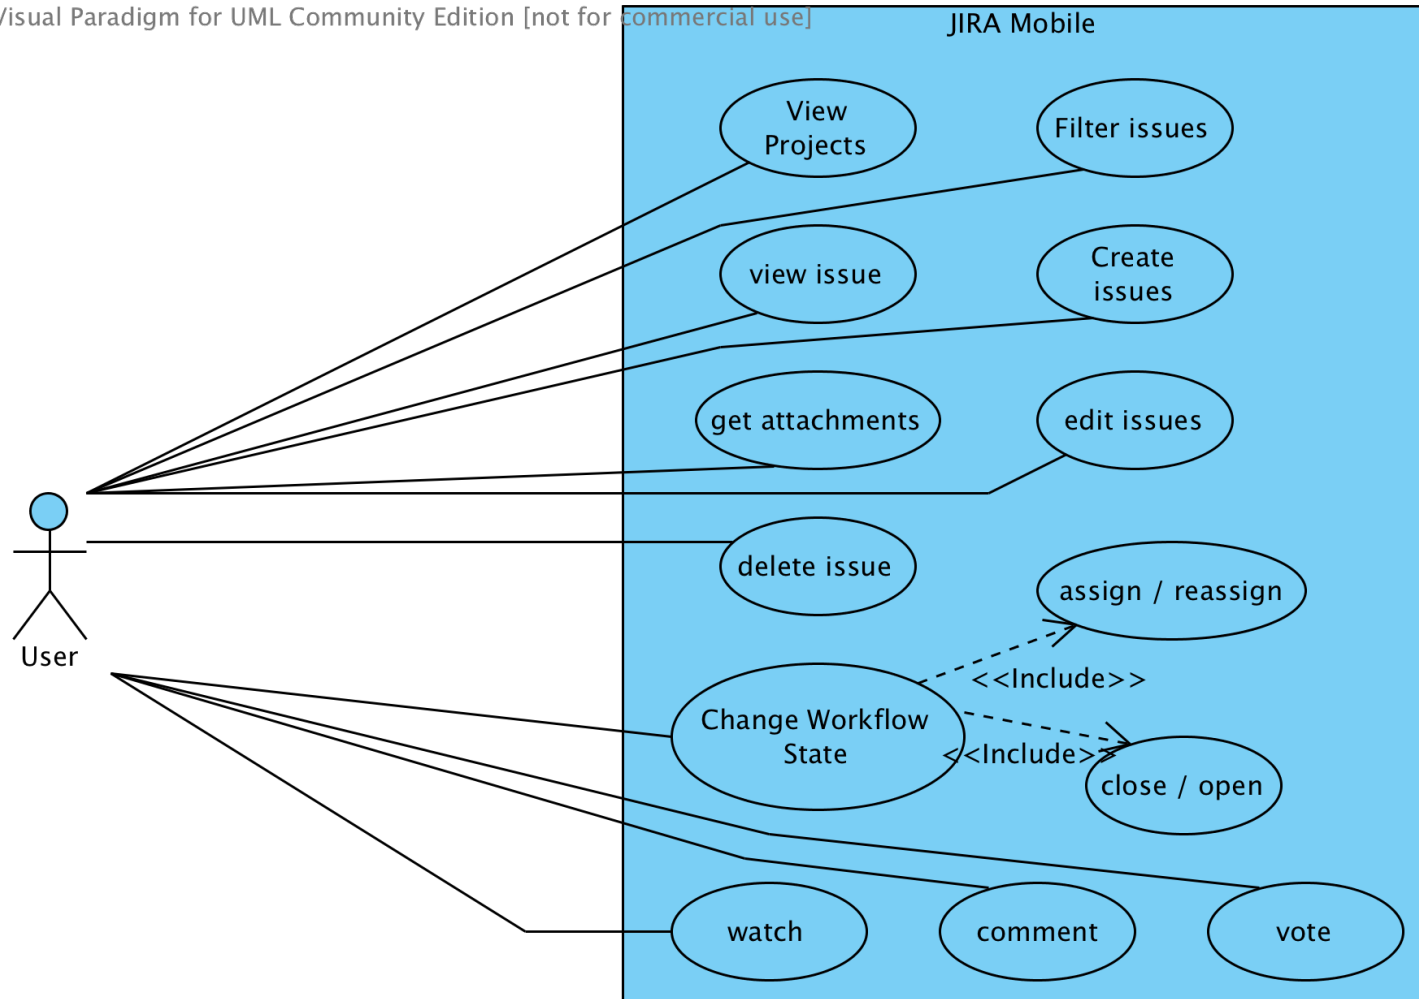 Visual Paradigm for UML Community Edition [not for commercial use]
JIRA Mobile
View
Projects
Filter issues
view issue
Create
issues
get attachments
edit issues
delete issue
assign / reassign
User
<<Include>>
Change Workflow
State
<<Include>>
close / open
watch
comment
vote